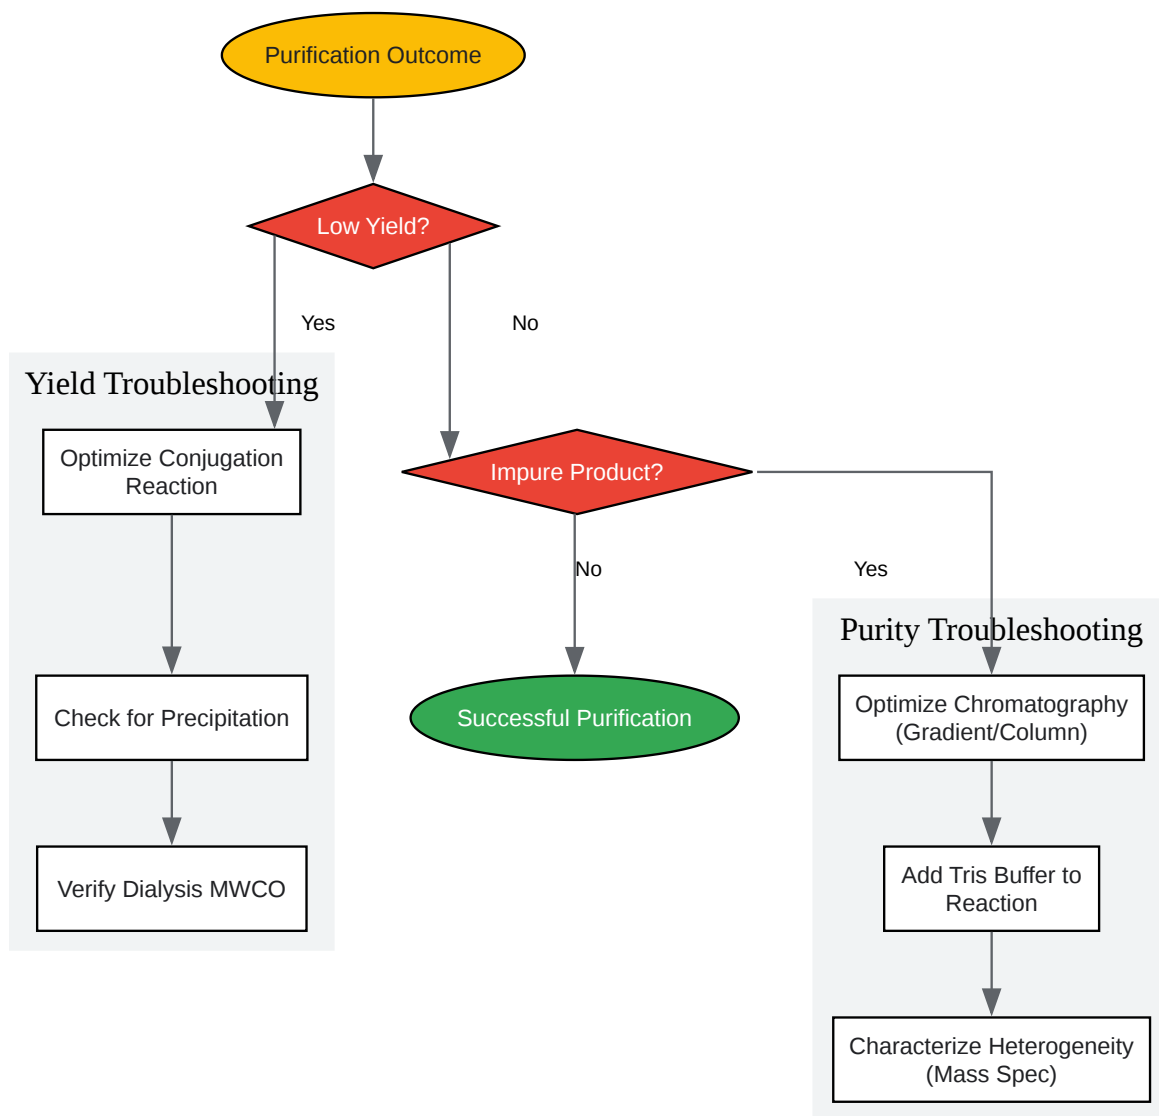 Purification Outcome
Low Yield?
Yes
No
Yield Troubleshooting
Optimize Conjugation
Reaction
Check for Precipitation
Verify Dialysis MWCO
Impure Product?
No
Yes
Successful Purification
Purity Troubleshooting
Optimize Chromatography
(Gradient/Column)
Add Tris Buffer to
Reaction
Characterize Heterogeneity
(Mass Spec)